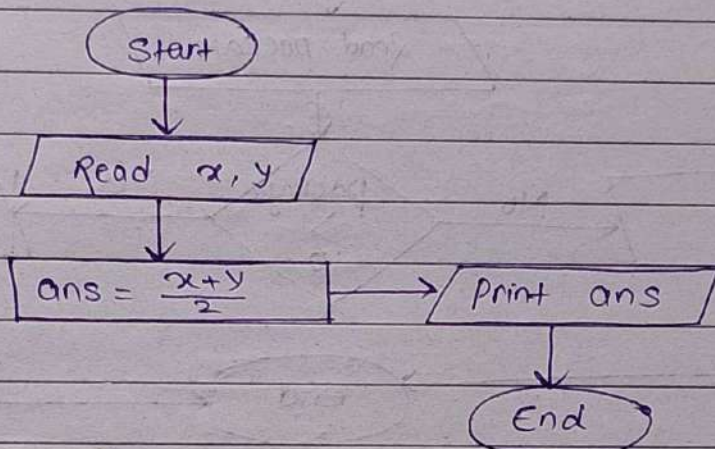 Start
Read x, y
ans = x+y/2
Print ans
End